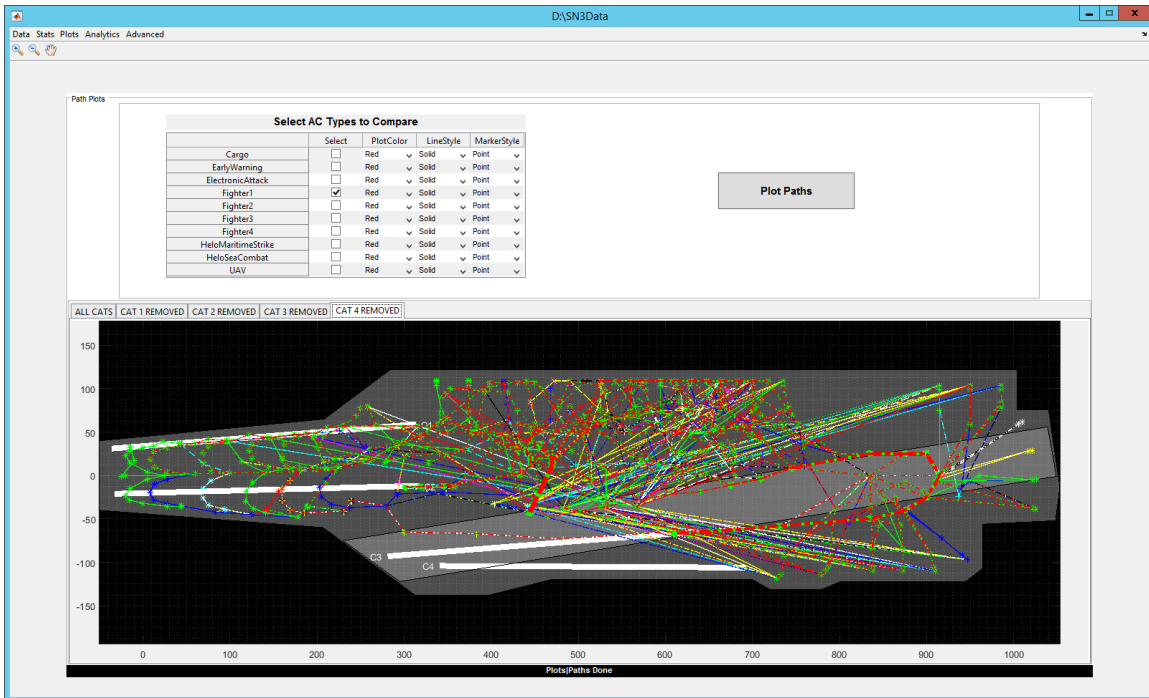 D:\SN3Data
Data Stats Plots Analytics Advanced
Path Plots
Select AC Types to Compare
Select PlotColor LineStyle MarkerStyle
Cargo Red Solid Point
EarlyWarning Red Solid Point
ElectronicAttack Red Solid Point
Fighter1 Red Solid Point
Fighter2 Red Solid Point
Fighter3 Red Solid Point
Fighter4 Red Solid Point
HeloMaritimeStrike Red Solid Point
HeloSeaCombat Red Solid Point
UAV Red Solid Point
Plot Paths
ALL CATS CAT 1 REMOVED CAT 2 REMOVED CAT 3 REMOVED CAT 4 REMOVED
150
100
50
0
-50
-100
-150
C1
C2
C3
C4
0 100 200 300 400 500 600 700 800 900 1000
Plots|Paths Done